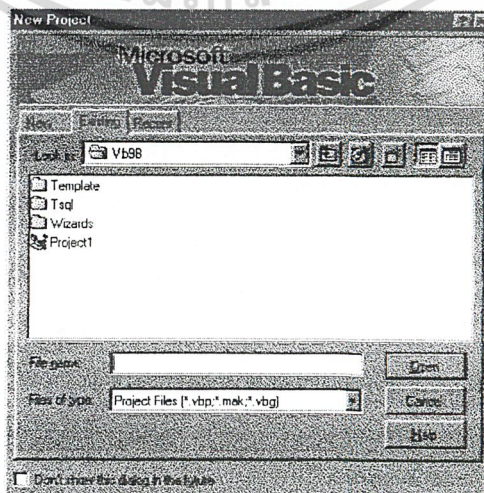 New Project
Microsoft
Visual Basic
New Existing Recent
Look in: Vb98
Template
Tsql
Wizards
Project1
File name: Open
Files of type: Project Files (*.vbp;*.mak;*.vbg) Cancel
Help
Don't show this dialog in the future